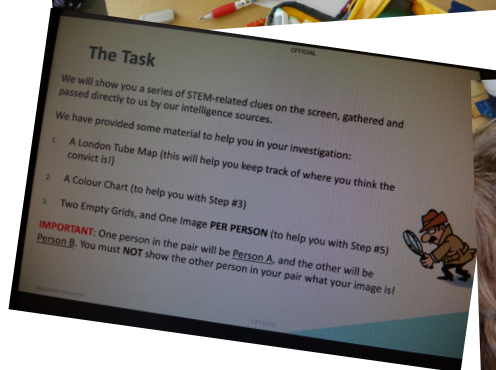 OFFICIAL
The Task
We will show you a series of STEM-related clues on the screen, gathered and
passed directly to us by our intelligence sources.
We have provided some material to help you in your investigation:
1. A London Tube Map (this will help you keep track of where you think the
convict is!)
2. A Colour Chart (to help you with Step #3)
3. Two Empty Grids, and One Image PER PERSON (to help you with Step #5)
IMPORTANT: One person in the pair will be Person A, and the other will be
Person B. You must NOT show the other person in your pair what your image is!
OFFICIAL